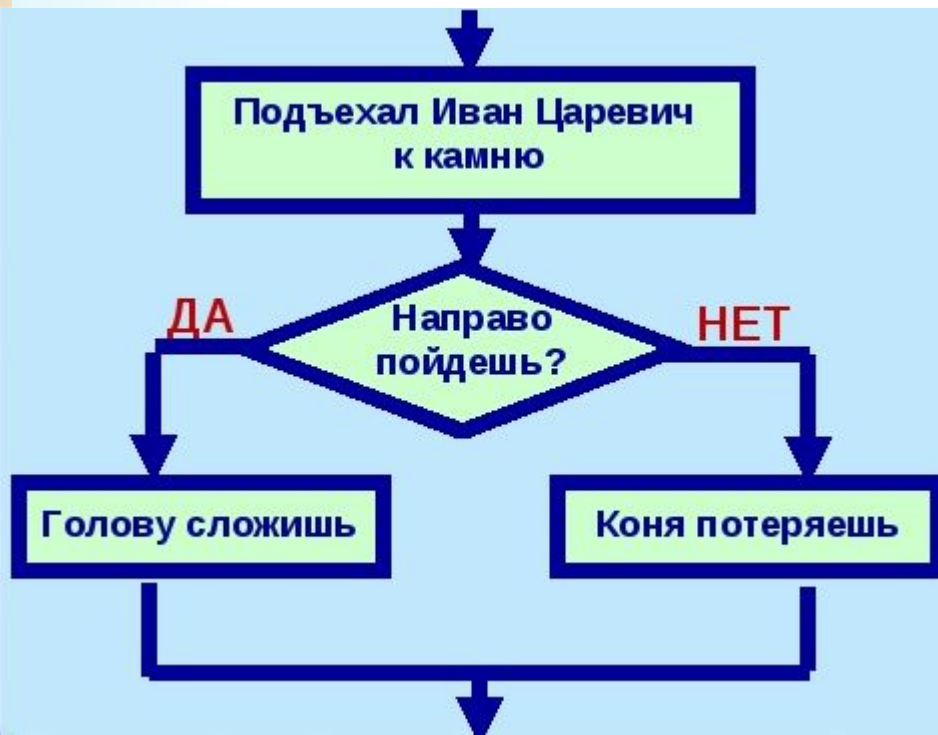 Подъехал Иван Царевич
к камню
ДА
Направо
пойдешь?
НЕТ
Голову сложишь
Коня потеряешь